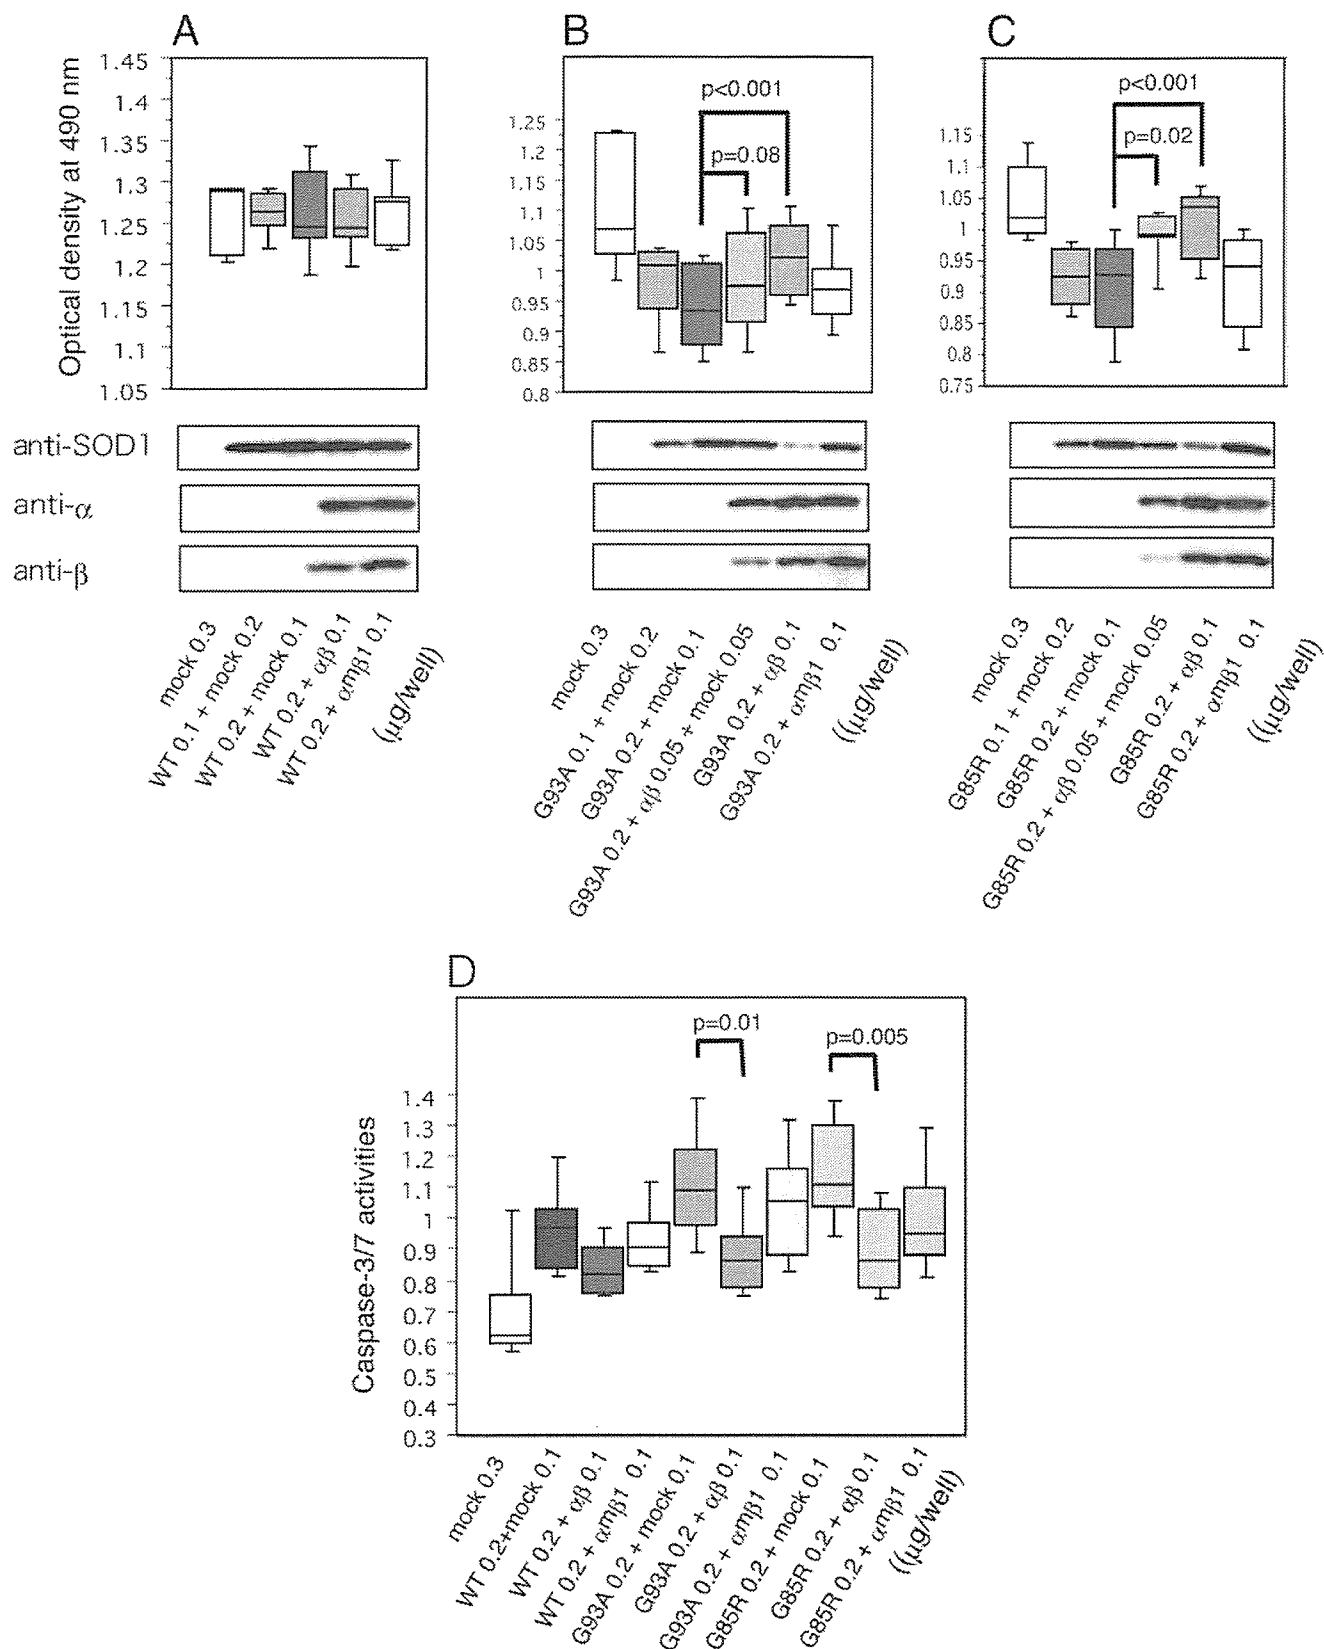 A
Optical density at 490 nm
1.45
1.4
1.35
1.3
1.25
1.2
1.15
1.1
1.05
B
p<0.001
p=0.08
1.25
1.2
1.15
1.1
1.05
1
0.95
0.9
0.85
0.8
C
p<0.001
p=0.02
1.15
1.1
1.05
1
0.95
0.9
0.85
0.8
0.75
anti-SOD1
anti-α
anti-β
mock 0.3
WT 0.1 + mock 0.2
WT 0.2 + mock 0.1
WT 0.2 + αβ 0.1
WT 0.2 + αmβ1 0.1
(μg/well)
mock 0.3
G93A 0.1 + mock 0.2
G93A 0.2 + mock 0.1
G93A 0.2 + αβ 0.05 + mock 0.05
G93A 0.2 + αβ 0.1
G93A 0.2 + αmβ1 0.1
((μg/well)
mock 0.3
G85R 0.1 + mock 0.2
G85R 0.2 + mock 0.1
G85R 0.2 + αβ 0.05 + mock 0.05
G85R 0.2 + αβ 0.1
G85R 0.2 + αmβ1 0.1
((μg/well)
D
p=0.01
p=0.005
Caspase-3/7 activities
1.4
1.3
1.2
1.1
1
0.9
0.8
0.7
0.6
0.5
0.4
0.3
mock 0.3
WT 0.2+mock 0.1
WT 0.2 + αβ 0.1
WT 0.2 + αmβ1 0.1
G93A 0.2 + mock 0.1
G93A 0.2 + αβ 0.1
G93A 0.2 + αmβ1 0.1
G85R 0.2 + mock 0.1
G85R 0.2 + αβ 0.1
G85R 0.2 + αmβ1 0.1
((μg/well)